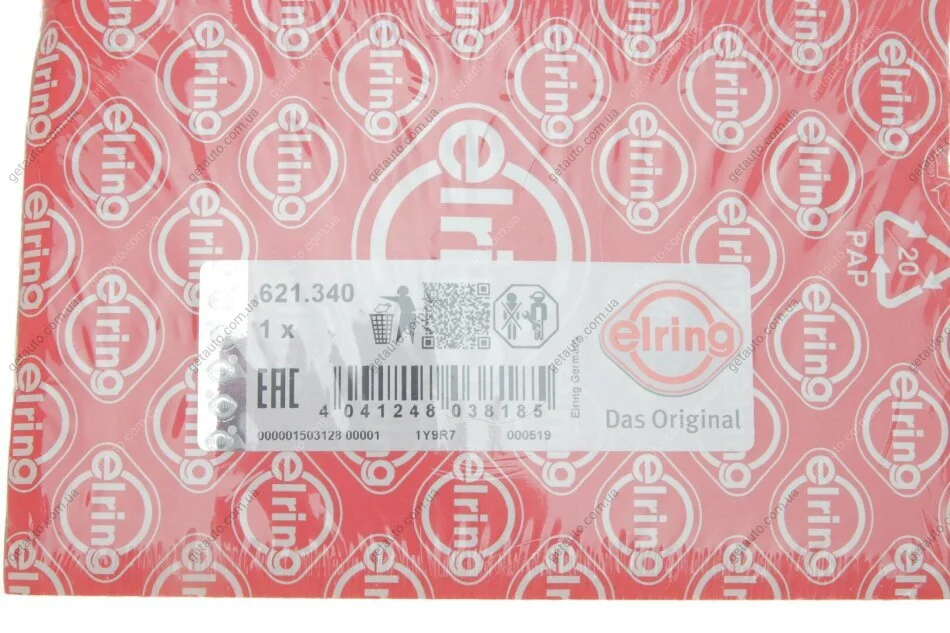 621.340
1 x
EAC
4 041248 038185
Elring Germany
000001503128 00001 1Y9R7 000519
elring
Das Original
elring
20
PAP
getauto.com.ua